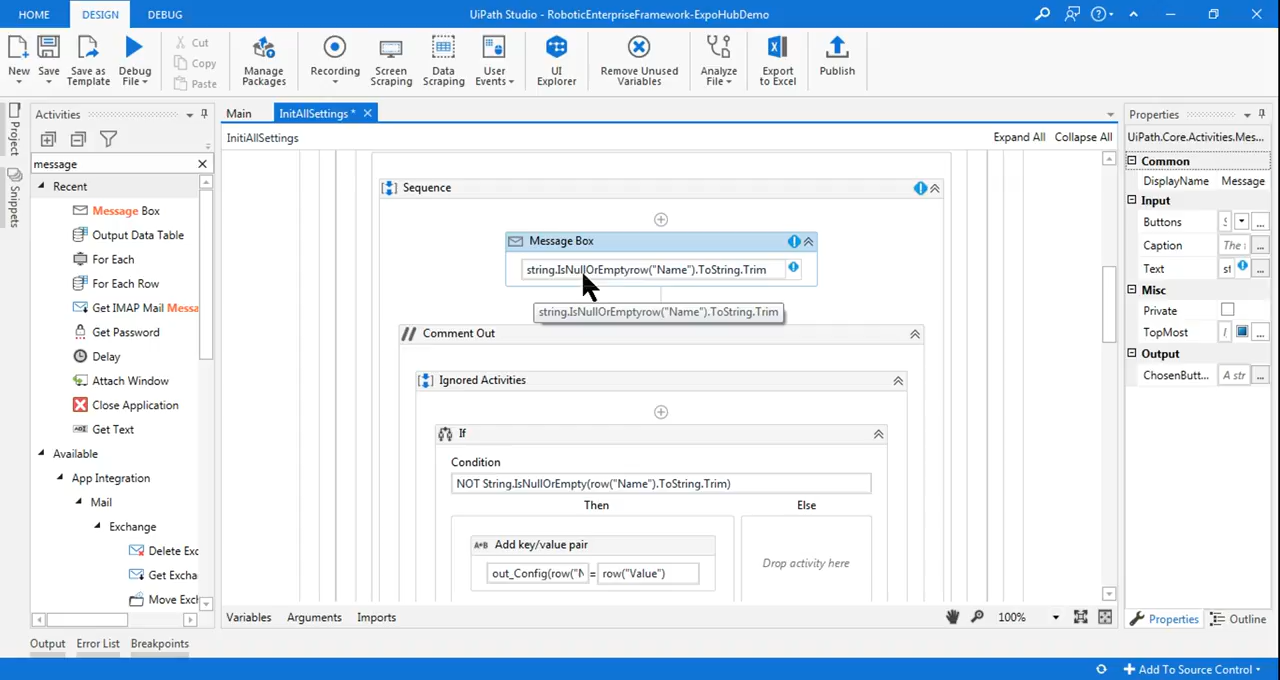 HOME DESIGN DEBUG UiPath Studio - RoboticEnterpriseFramework-ExpoHubDemo
New Save Save as Template Debug File Cut Copy Paste Manage Packages Recording Screen Scraping Data Scraping User Events UI Explorer Remove Unused Variables Analyze File Export to Excel Publish
Project
Snippets
Activities
message
Recent
Message Box
Output Data Table
For Each
For Each Row
Get IMAP Mail Messa
Get Password
Delay
Attach Window
Close Application
Get Text
Available
App Integration
Mail
Exchange
Delete Exc
Get Excha
Move Exch
Main InitAllSettings *
InitiAllSettings Expand All Collapse All
Sequence
Message Box
string.IsNullOrEmptyrow("Name").ToString.Trim
string.IsNullOrEmptyrow("Name").ToString.Trim
Comment Out
Ignored Activities
If
Condition
NOT String.IsNullOrEmpty(row("Name").ToString.Trim)
Then Else
A+B Add key/value pair
out_Config(row("N = row("Value")
Drop activity here
Variables Arguments Imports 100%
Properties
UiPath.Core.Activities.Mes...
Common
DisplayName Message
Input
Buttons ...
Caption The ...
Text st ...
Misc
Private
TopMost ...
Output
ChosenButt... A str ...
Properties Outline
Output Error List Breakpoints
Add To Source Control